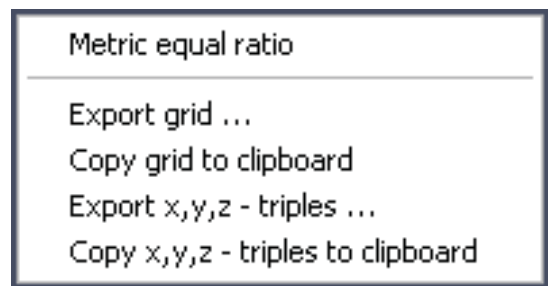 Metric equal ratio
Export grid ...
Copy grid to clipboard
Export x,y,z - triples ...
Copy x,y,z - triples to clipboard